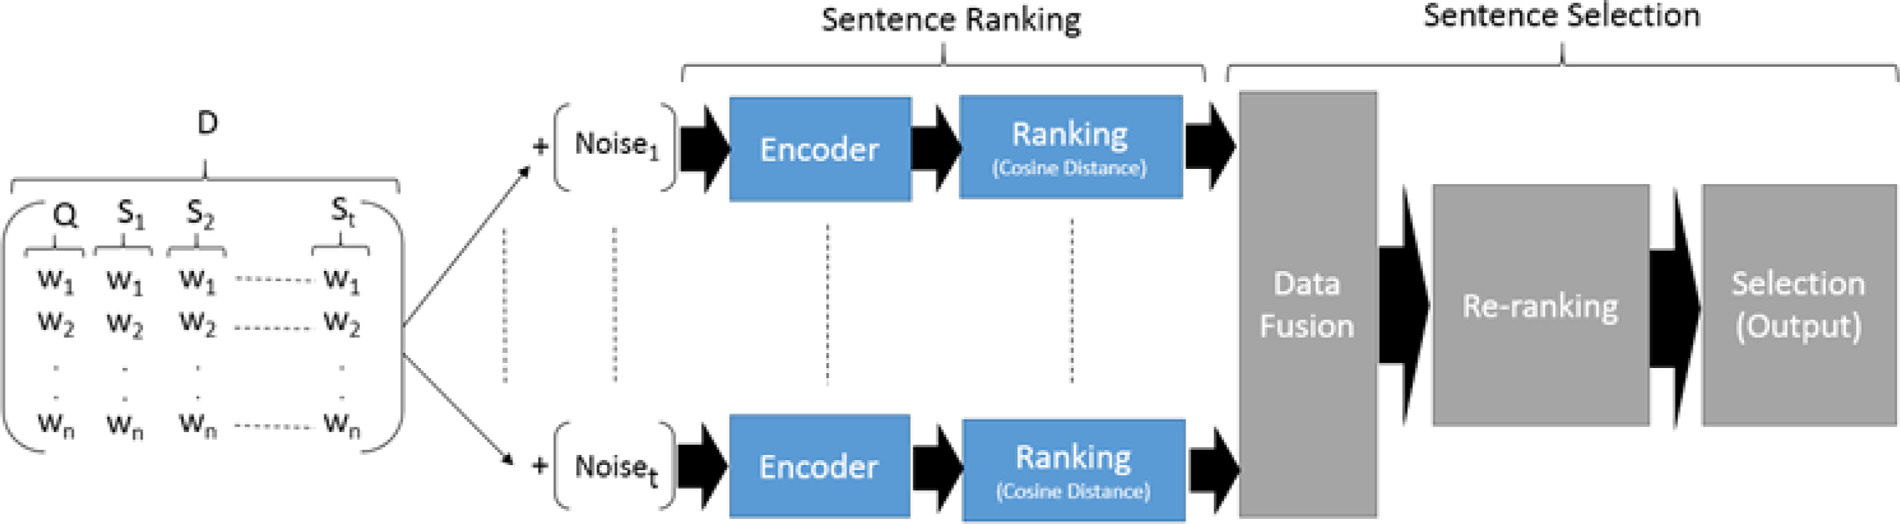 Sentence Ranking
Sentence Selection
D
Q S₁ S₂ Sₜ
w₁ w₁ w₁ w₁
w₂ w₂ w₂ w₂
. . . .
. . . .
wₙ wₙ wₙ wₙ
+ Noise₁
Encoder
Ranking
(Cosine Distance)
+ Noiseₜ
Encoder
Ranking
(Cosine Distance)
Data
Fusion
Re-ranking
Selection
(Output)